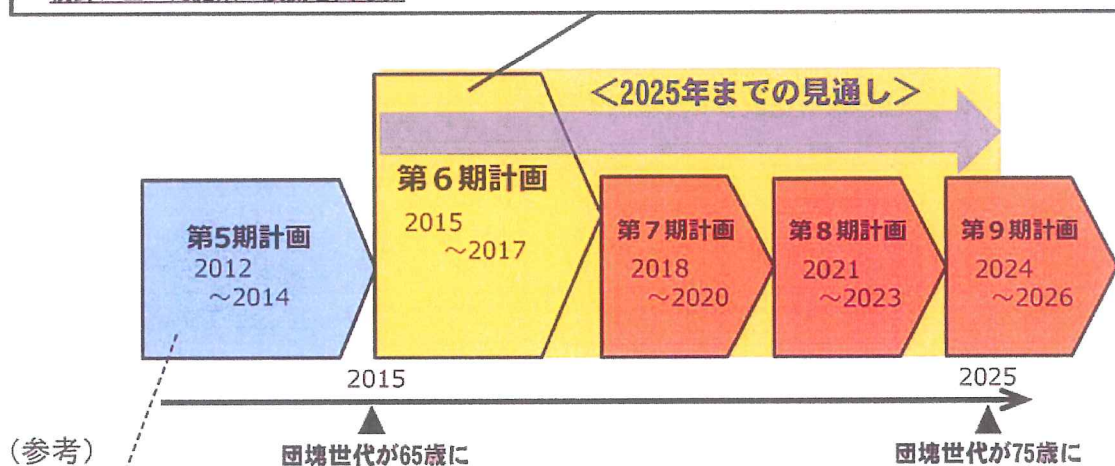 <2025年までの見通し>
第6期計画
2015
～2017
第5期計画
2012
～2014
第7期計画
2018
～2020
第8期計画
2021
～2023
第9期計画
2024
～2026
2015
2025
(参考)
団塊世代が65歳に
団塊世代が75歳に